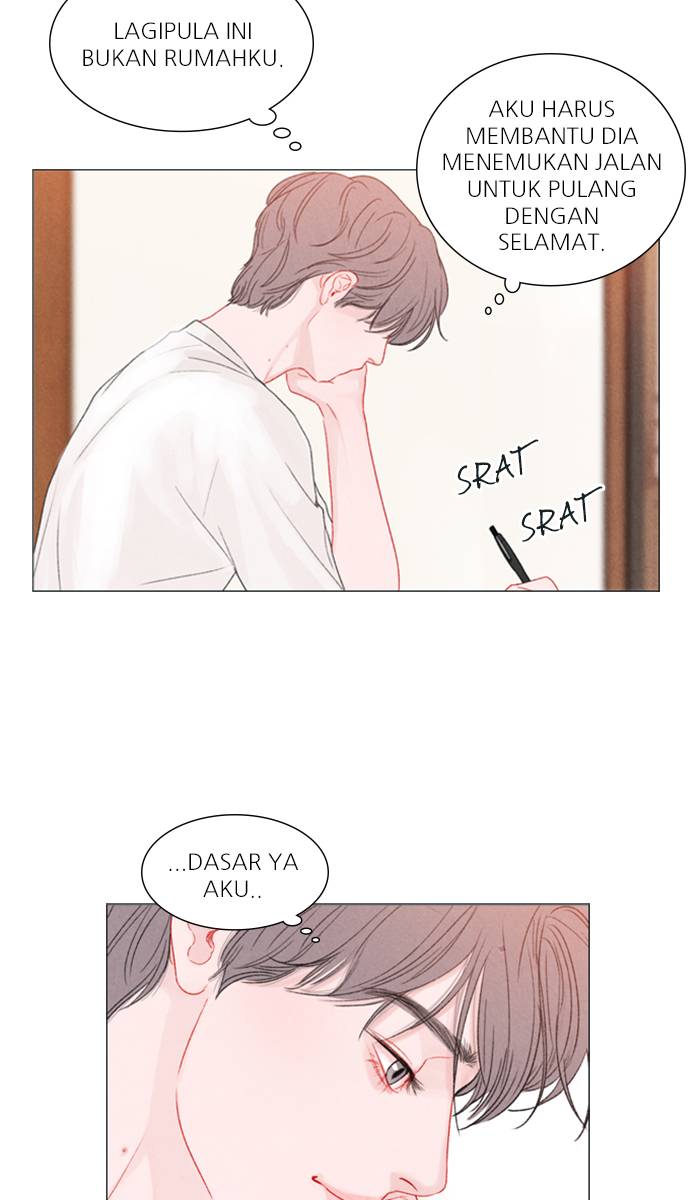 LAGIPULA INI
BUKAN RUMAHKU.
AKU HARUS
MEMBANTU DIA
MENEMUKAN JALAN
UNTUK PULANG
DENGAN
SELAMAT.
SRAT
SRAT
...DASAR YA
AKU..